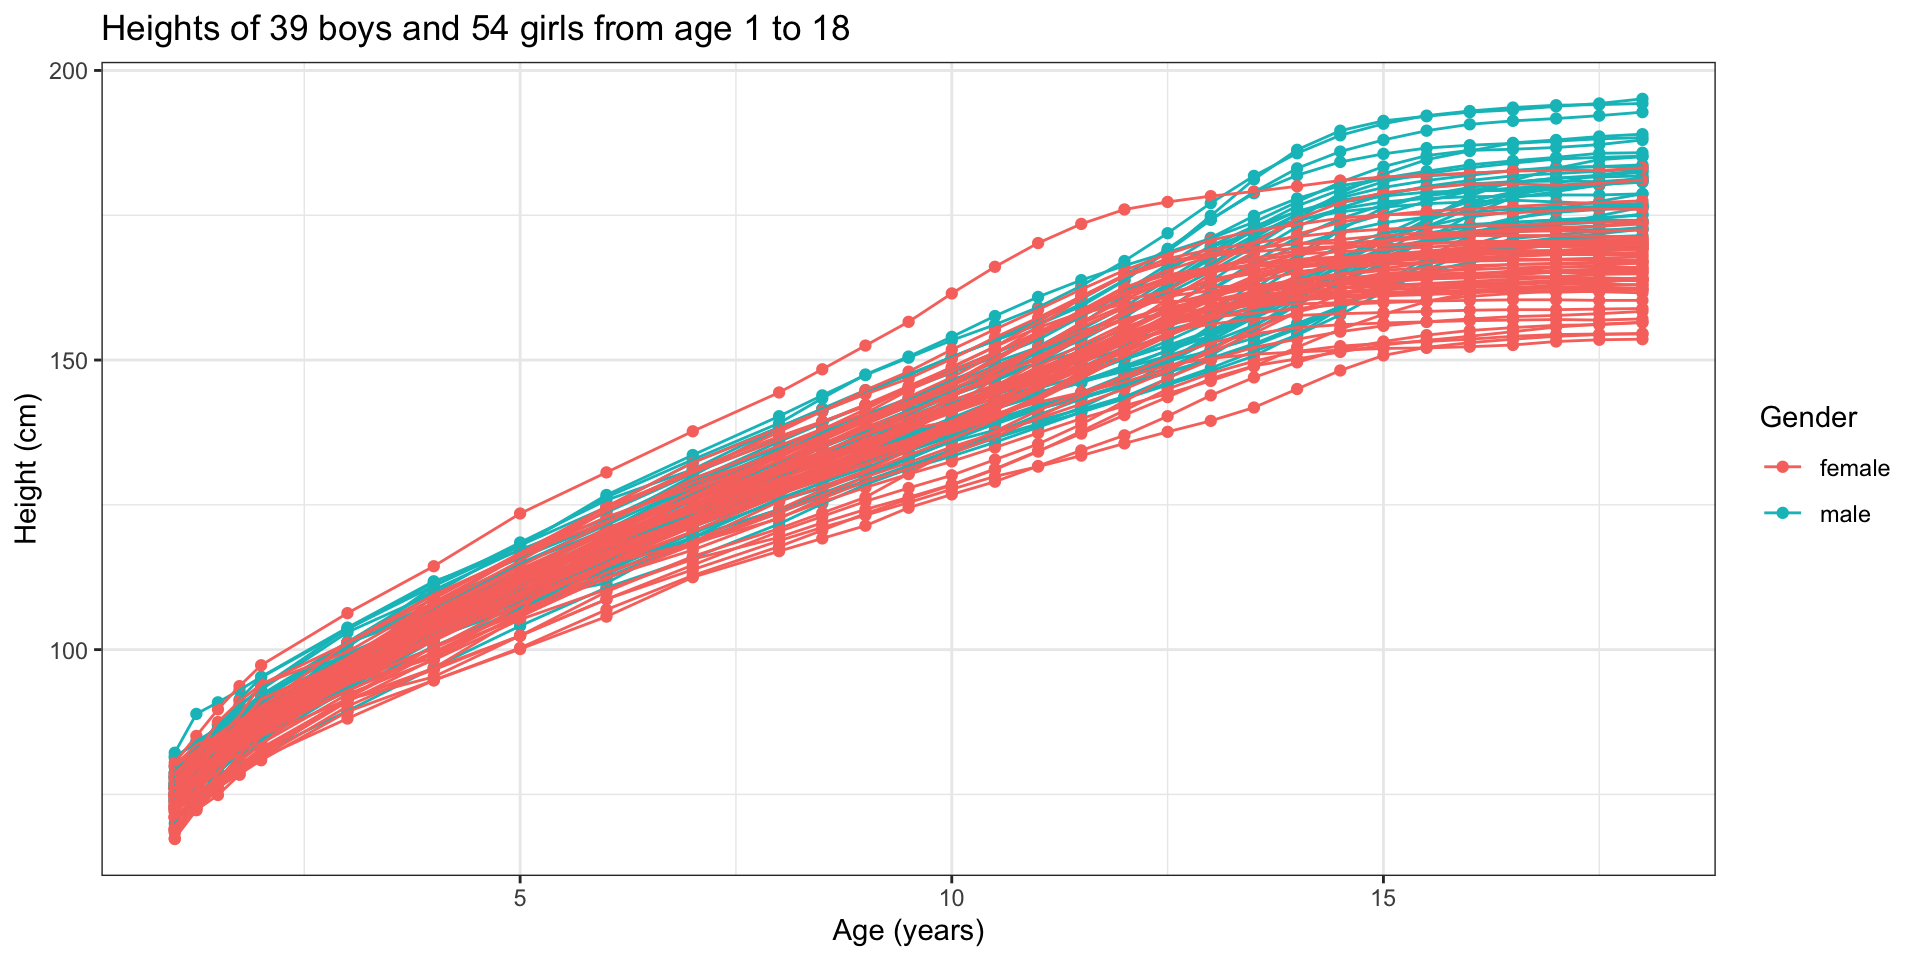 Heights of 39 boys and 54 girls from age 1 to 18
200
150
100
Height (cm)
5 10 15
Age (years)
Gender
female
male